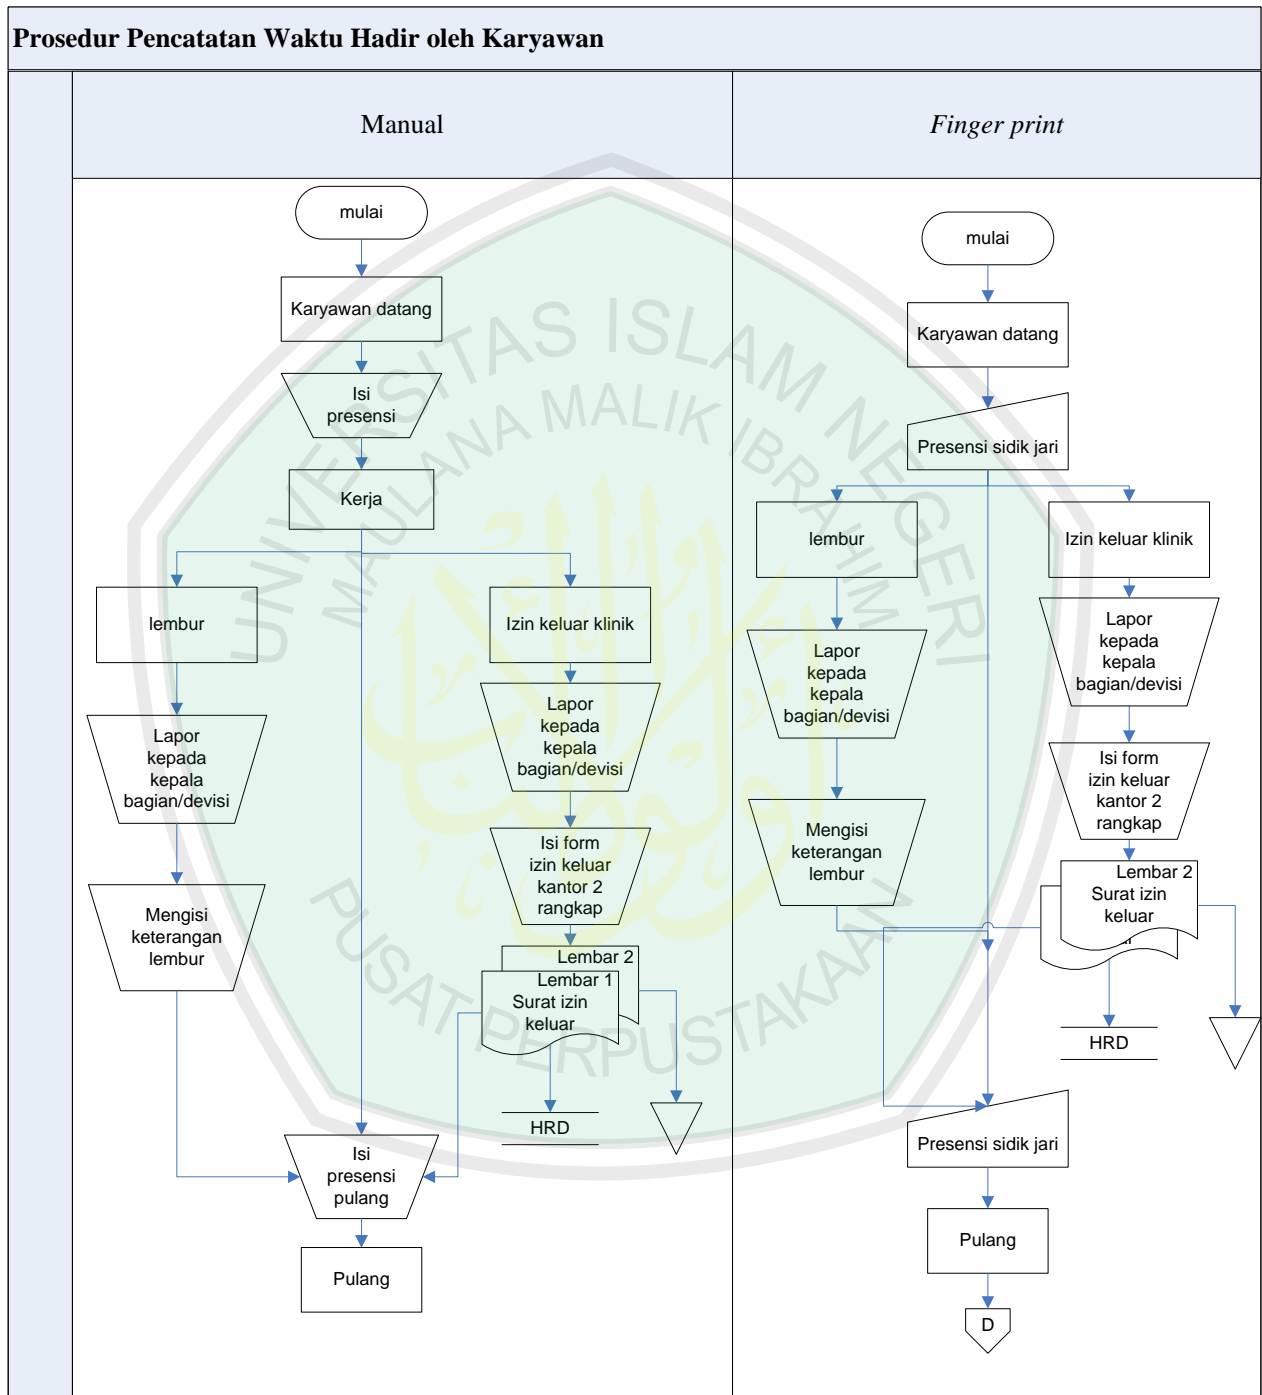 Prosedur Pencatatan Waktu Hadir oleh Karyawan
Manual
mulai
Karyawan datang
Isi
presensi
Kerja
lembur
Izin keluar klinik
Lapor
kepada
kepala
bagian/devisi
Lapor
kepada
kepala
bagian/devisi
Isi form
izin keluar
kantor 2
rangkap
Mengisi
keterangan
lembur
Lembar 2
Lembar 1
Surat izin
keluar
HRD
Isi
presensi
pulang
Pulang
Finger print
mulai
Karyawan datang
Presensi sidik jari
lembur
Izin keluar klinik
Lapor
kepada
kepala
bagian/devisi
Lapor
kepada
kepala
bagian/devisi
Mengisi
keterangan
lembur
Isi form
izin keluar
kantor 2
rangkap
Lembar 2
Surat izin
keluar
HRD
Presensi sidik jari
Pulang
D
UNIVERSITAS ISLAM NEGERI
MAULANA MALIK IBRAHIM
PUSAT PERPUSTAKAAN